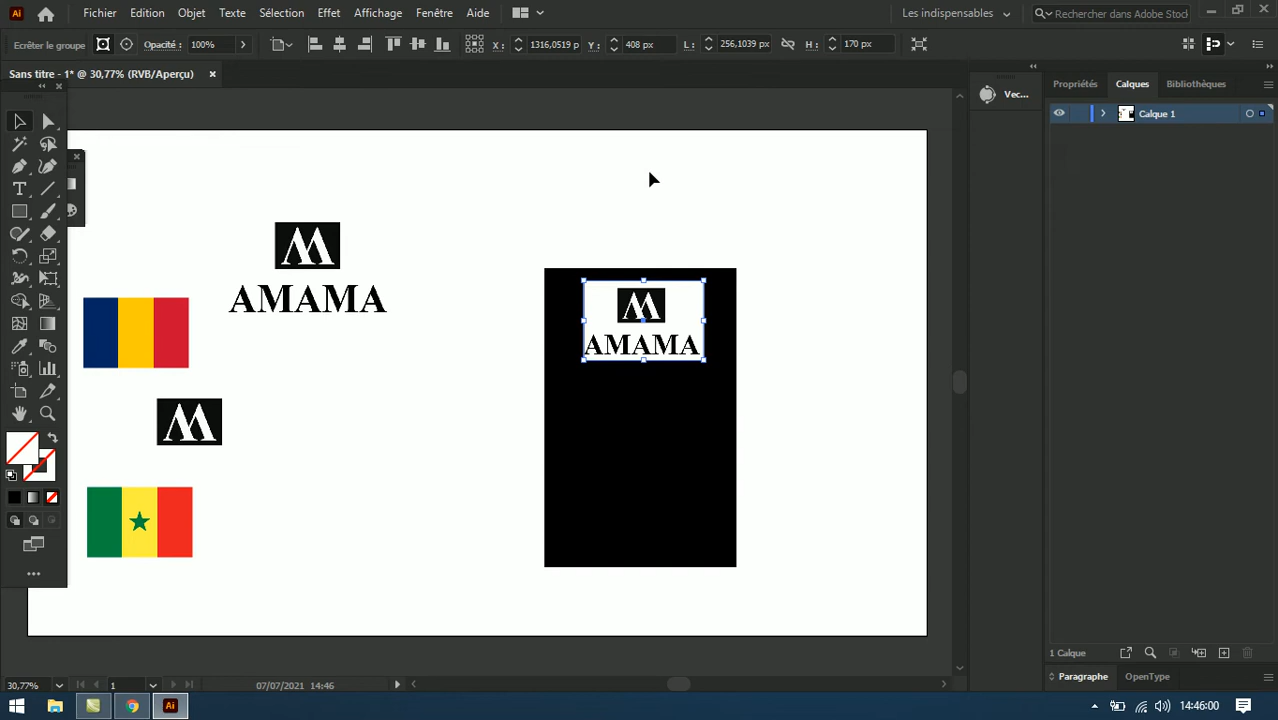 Ai Fichier Edition Objet Texte Sélection Effet Affichage Fenêtre Aide Les indispensables Rechercher dans Adobe Stock
Ecrêter le groupe Opacité : 100% X : 1316,0519 p Y : 408 px L : 256,1039 px H : 170 px
Sans titre - 1* @ 30,77% (RVB/Aperçu)
Vec...
Propriétés Calques Bibliothèques
Calque 1
AMAMA
AMAMA
1 Calque
Paragraphe OpenType
30,77% 1 07/07/2021 14:46
Ai 14:46:00